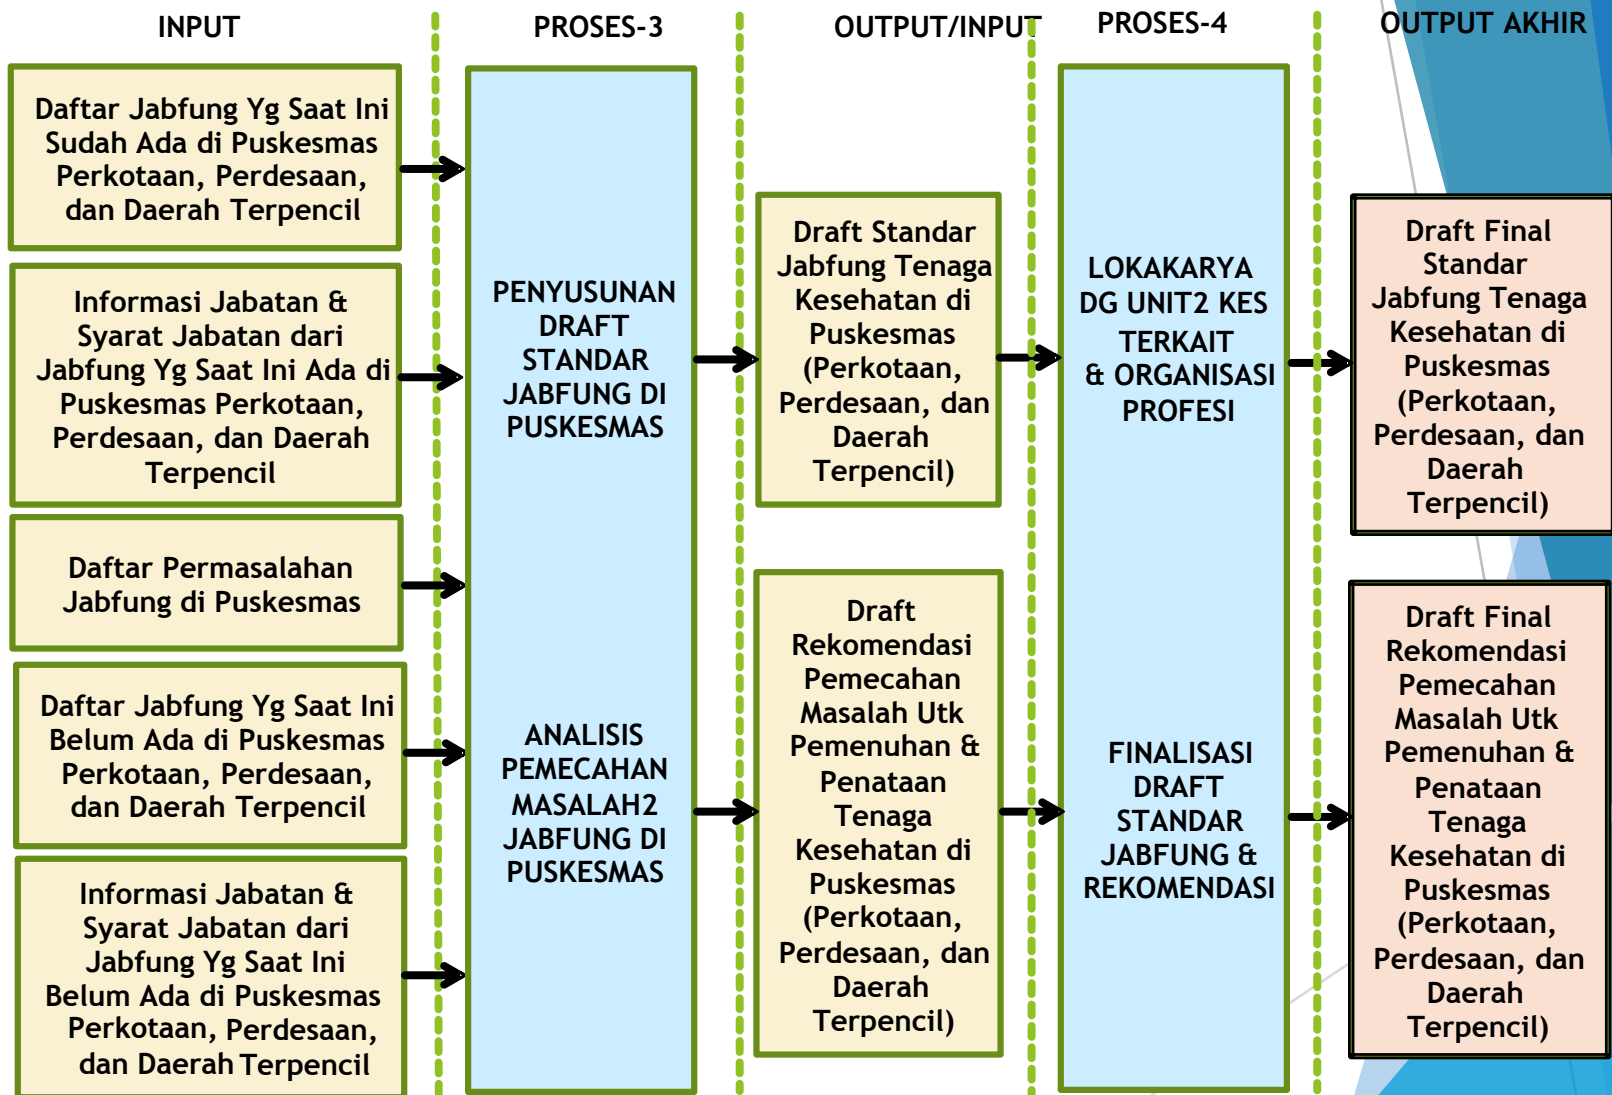 INPUT
PROSES-3
OUTPUT/INPUT
PROSES-4
OUTPUT AKHIR
Daftar Jabfung Yg Saat Ini
Sudah Ada di Puskesmas
Perkotaan, Perdesaan,
dan Daerah Terpencil
Informasi Jabatan &
Syarat Jabatan dari
Jabfung Yg Saat Ini Ada di
Puskesmas Perkotaan,
Perdesaan, dan Daerah
Terpencil
Daftar Permasalahan
Jabfung di Puskesmas
Daftar Jabfung Yg Saat Ini
Belum Ada di Puskesmas
Perkotaan, Perdesaan,
dan Daerah Terpencil
Informasi Jabatan &
Syarat Jabatan dari
Jabfung Yg Saat Ini
Belum Ada di Puskesmas
Perkotaan, Perdesaan,
dan Daerah Terpencil
PENYUSUNAN
DRAFT
STANDAR
JABFUNG DI
PUSKESMAS
ANALISIS
PEMECAHAN
MASALAH2
JABFUNG DI
PUSKESMAS
Draft Standar
Jabfung Tenaga
Kesehatan di
Puskesmas
(Perkotaan,
Perdesaan, dan
Daerah
Terpencil)
Draft
Rekomendasi
Pemecahan
Masalah Utk
Pemenuhan &
Penataan
Tenaga
Kesehatan di
Puskesmas
(Perkotaan,
Perdesaan, dan
Daerah
Terpencil)
LOKAKARYA
DG UNIT2 KES
TERKAIT
& ORGANISASI
PROFESI
FINALISASI
DRAFT
STANDAR
JABFUNG &
REKOMENDASI
Draft Final
Standar
Jabfung Tenaga
Kesehatan di
Puskesmas
(Perkotaan,
Perdesaan, dan
Daerah
Terpencil)
Draft Final
Rekomendasi
Pemecahan
Masalah Utk
Pemenuhan &
Penataan
Tenaga
Kesehatan di
Puskesmas
(Perkotaan,
Perdesaan, dan
Daerah
Terpencil)